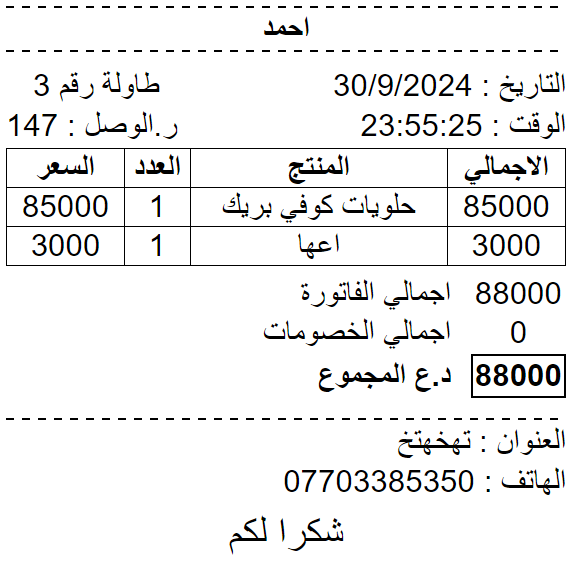 احمد
التاريخ : 30/9/2024 طاولة رقم 3
الوقت : 23:55:25 ر.الوصل : 147
الاجمالي المنتج العدد السعر
85000 حلويات كوفي بريك 1 85000
3000 اعها 1 3000
88000 اجمالي الفاتورة
0 اجمالي الخصومات
88000 د.ع المجموع
العنوان : تهخهتخ
الهاتف : 07703385350
شكرا لكم